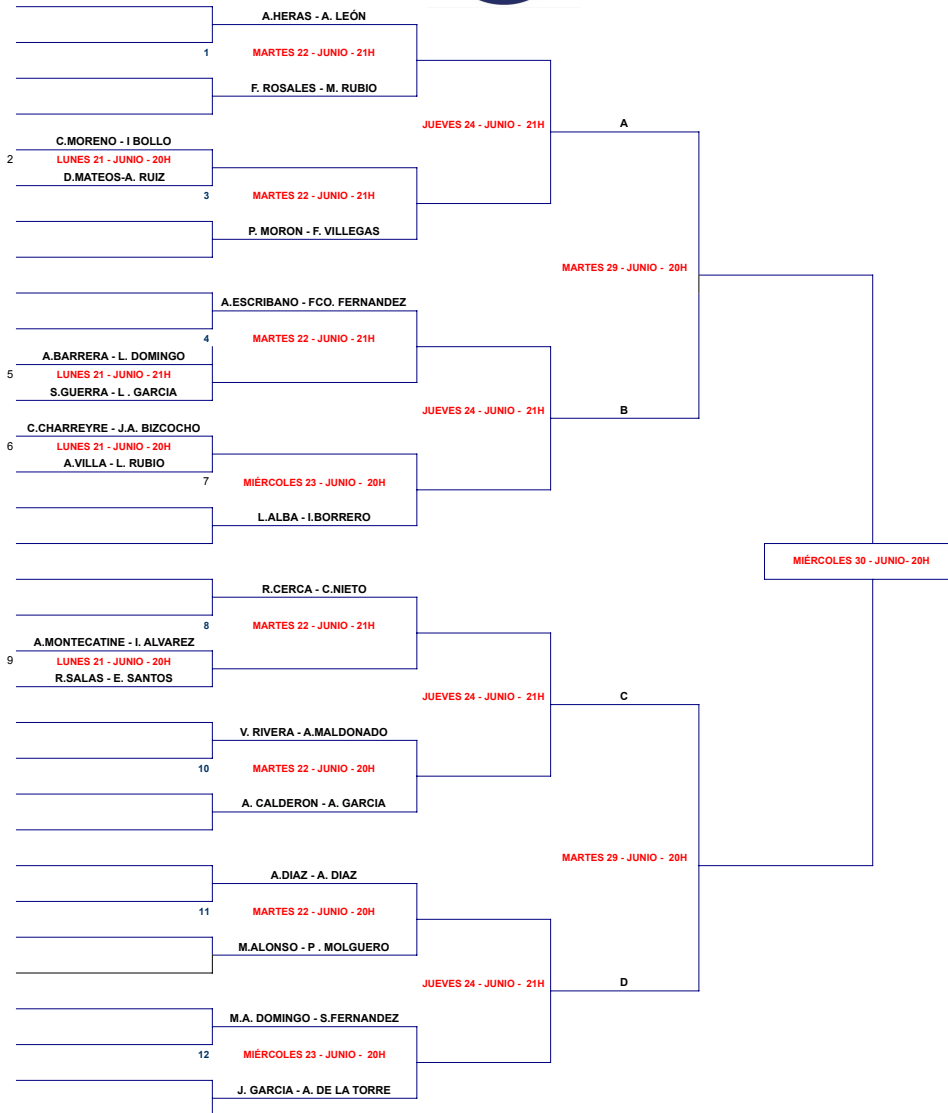 A.HERAS - A. LEÓN
1 MARTES 22 - JUNIO - 21H
F. ROSALES - M. RUBIO
JUEVES 24 - JUNIO - 21H
A
C.MORENO - I BOLLO
2 LUNES 21 - JUNIO - 20H
D.MATEOS-A. RUIZ
3 MARTES 22 - JUNIO - 21H
P. MORON - F. VILLEGAS
MARTES 29 - JUNIO - 20H
A.ESCRIBANO - FCO. FERNANDEZ
4 MARTES 22 - JUNIO - 21H
A.BARRERA - L. DOMINGO
5 LUNES 21 - JUNIO - 21H
S.GUERRA - L . GARCIA
JUEVES 24 - JUNIO - 21H
B
C.CHARREYRE - J.A. BIZCOCHO
6 LUNES 21 - JUNIO - 20H
A.VILLA - L. RUBIO
7 MIÉRCOLES 23 - JUNIO - 20H
L.ALBA - I.BORRERO
MIÉRCOLES 30 - JUNIO- 20H
R.CERCA - C.NIETO
8 MARTES 22 - JUNIO - 21H
A.MONTECATINE - I. ALVAREZ
9 LUNES 21 - JUNIO - 20H
R.SALAS - E. SANTOS
JUEVES 24 - JUNIO - 21H
C
V. RIVERA - A.MALDONADO
10 MARTES 22 - JUNIO - 20H
A. CALDERON - A. GARCIA
MARTES 29 - JUNIO - 20H
A.DIAZ - A. DIAZ
11 MARTES 22 - JUNIO - 20H
M.ALONSO - P . MOLGUERO
JUEVES 24 - JUNIO - 21H
D
M.A. DOMINGO - S.FERNANDEZ
12 MIÉRCOLES 23 - JUNIO - 20H
J. GARCIA - A. DE LA TORRE